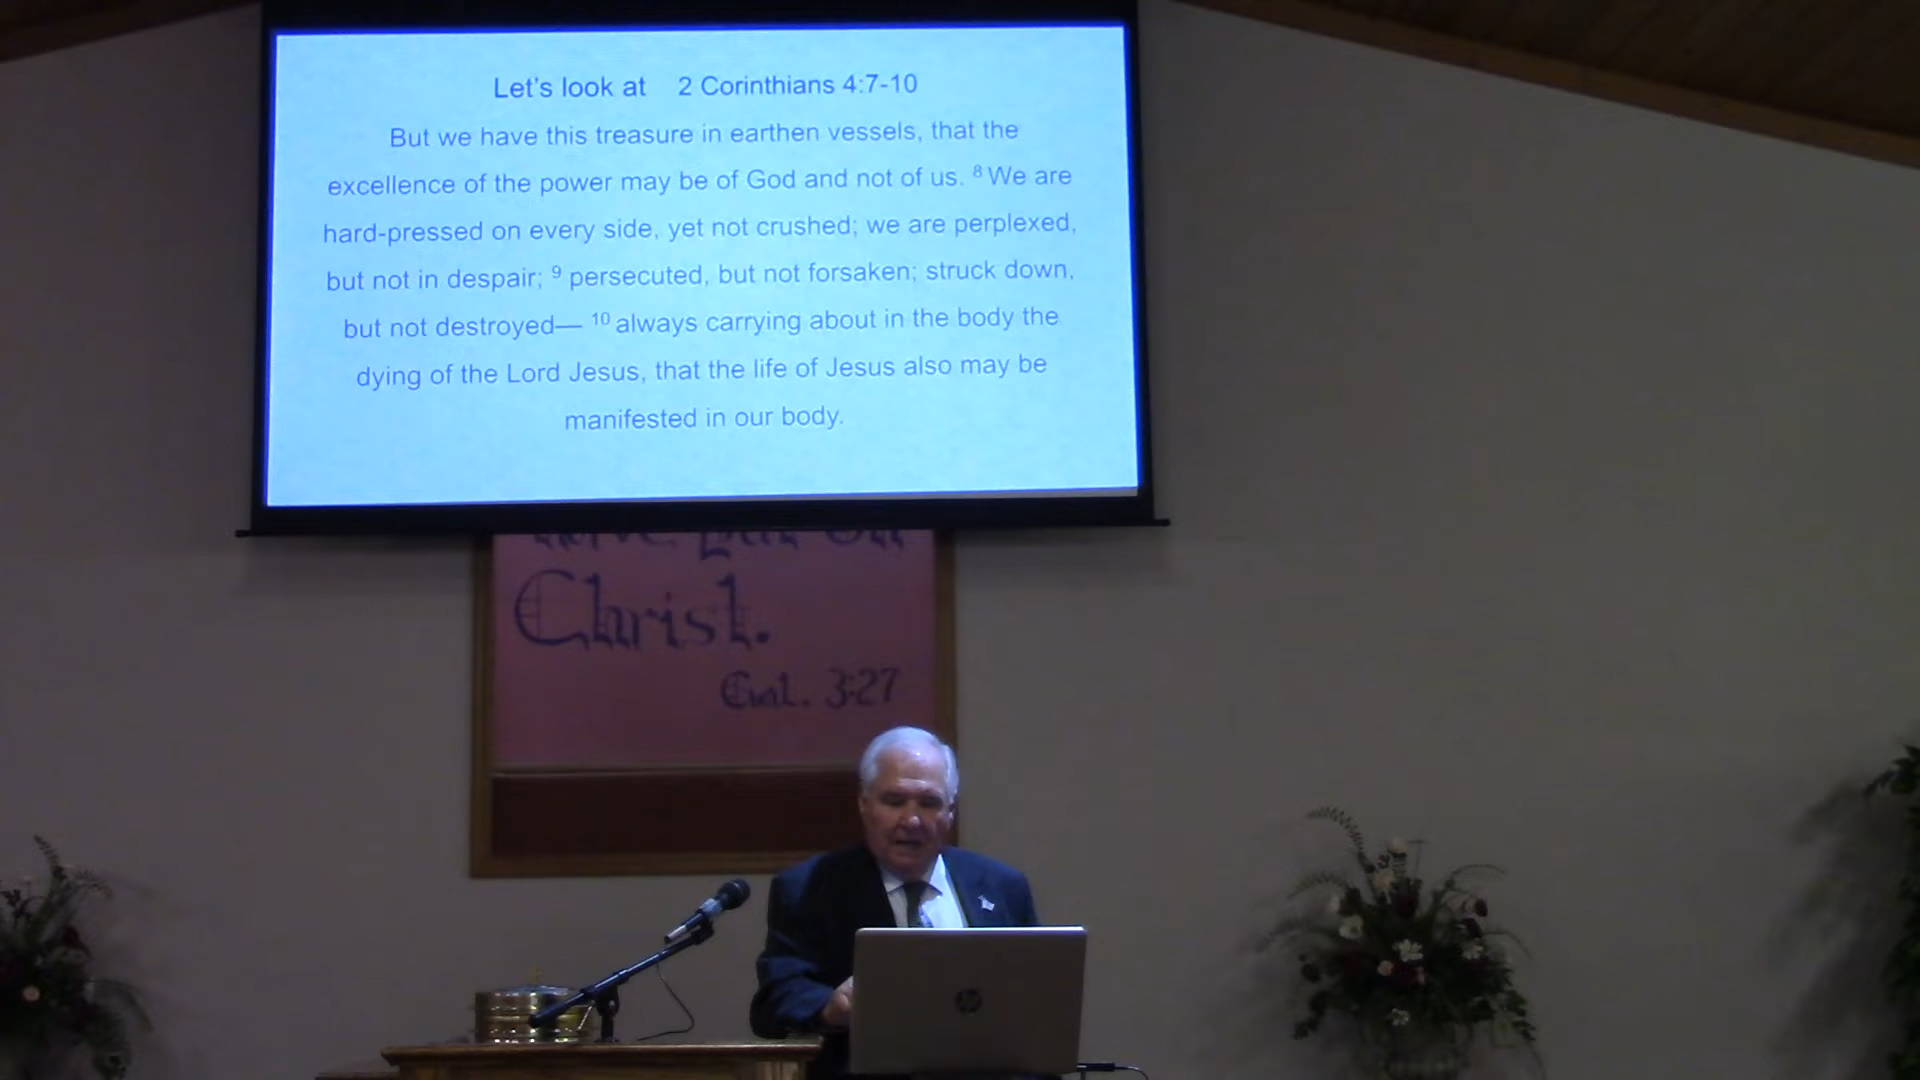 Let's look at 2 Corinthians 4:7-10
But we have this treasure in earthen vessels, that the
excellence of the power may be of God and not of us. 8 We are
hard-pressed on every side, yet not crushed; we are perplexed,
but not in despair; 9 persecuted, but not forsaken; struck down,
but not destroyed— 10 always carrying about in the body the
dying of the Lord Jesus, that the life of Jesus also may be
manifested in our body.
Christ.
3:27
hp